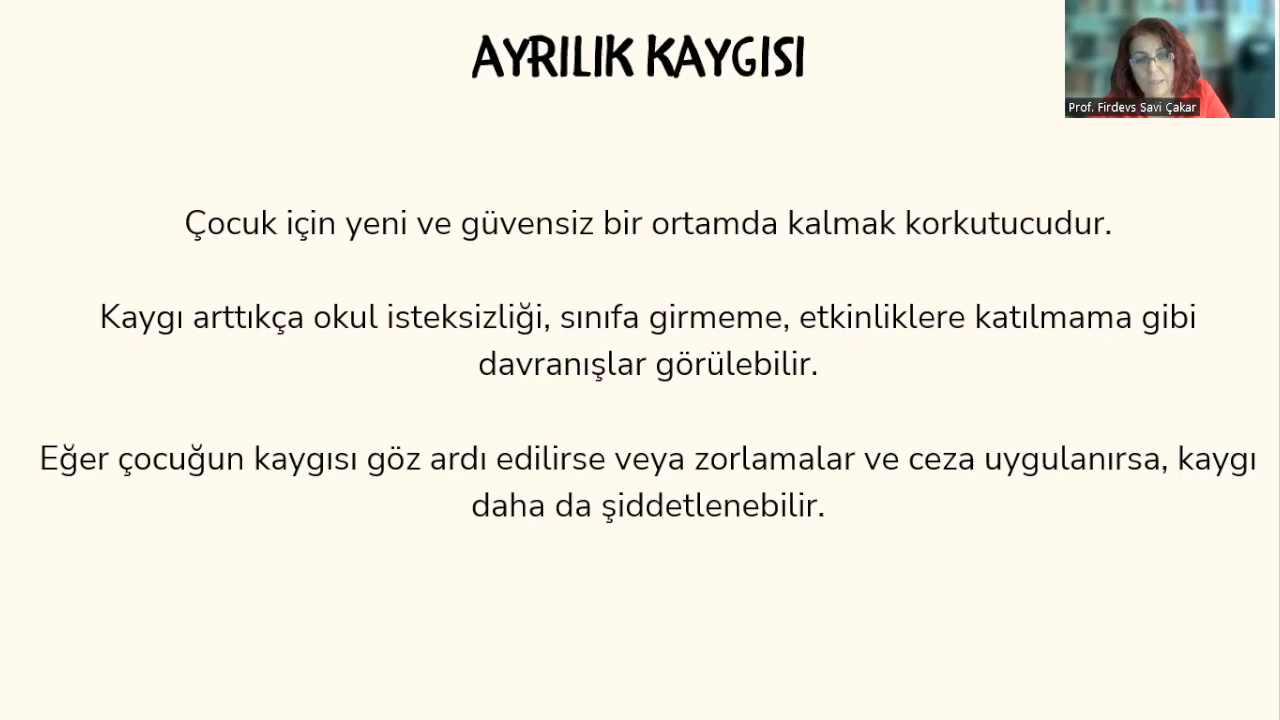 AYRILIK KAYGISI
Prof. Firdevs Savi Çakar
Çocuk için yeni ve güvensiz bir ortamda kalmak korkutucudur.
Kaygı arttıkça okul isteksizliği, sınıfa girmeme, etkinliklere katılmama gibi
davranışlar görülebilir.
Eğer çocuğun kaygısı göz ardı edilirse veya zorlamalar ve ceza uygulanırsa, kaygı
daha da şiddetlenebilir.